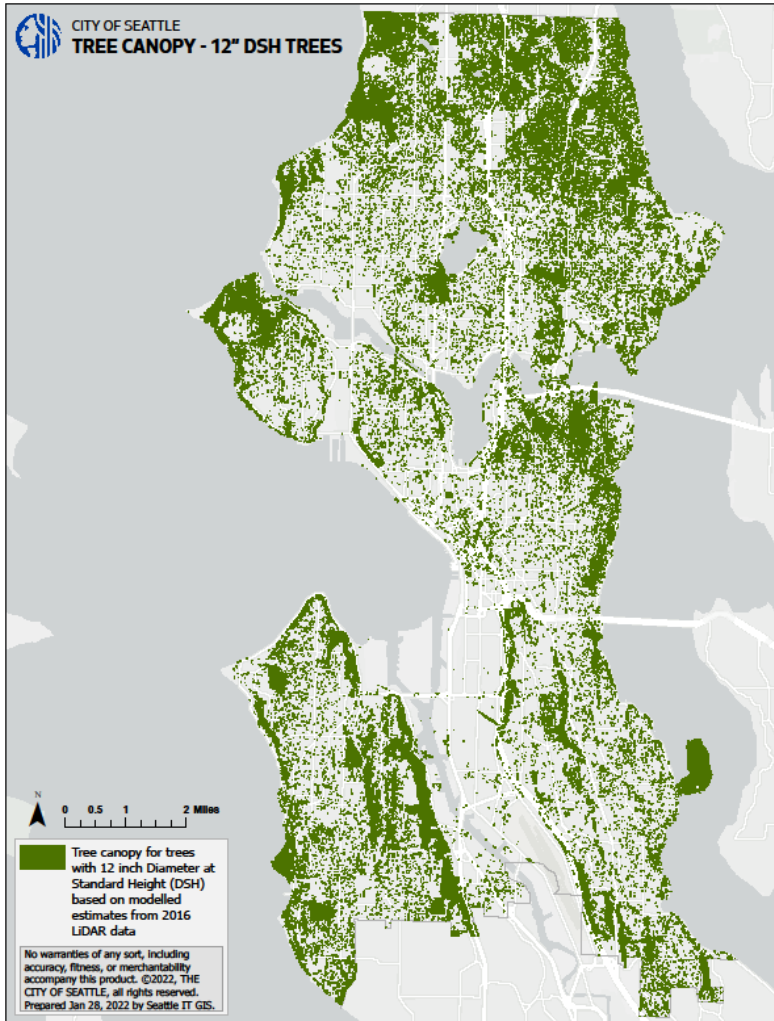 CITY OF SEATTLE
TREE CANOPY - 12" DSH TREES
N
0 0.5 1 2 Miles
Tree canopy for trees
with 12 inch Diameter at
Standard Height (DSH)
based on modelled
estimates from 2016
LiDAR data
No warranties of any sort, including
accuracy, fitness, or merchantability
accompany this product. ©2022, THE
CITY OF SEATTLE, all rights reserved.
Prepared Jan 28, 2022 by Seattle IT GIS.